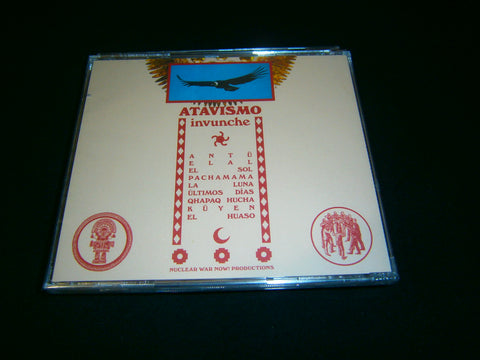 ATAVISMO
invunche
ANTÜ
ELAL
EL SOL
PACHAMAMA
LA LUNA
ÚLTIMOS DÍAS
QHAPAQ HUCHA
KÜYEN
EL HUASO
NUCLEAR WAR NOW! PRODUCTIONS